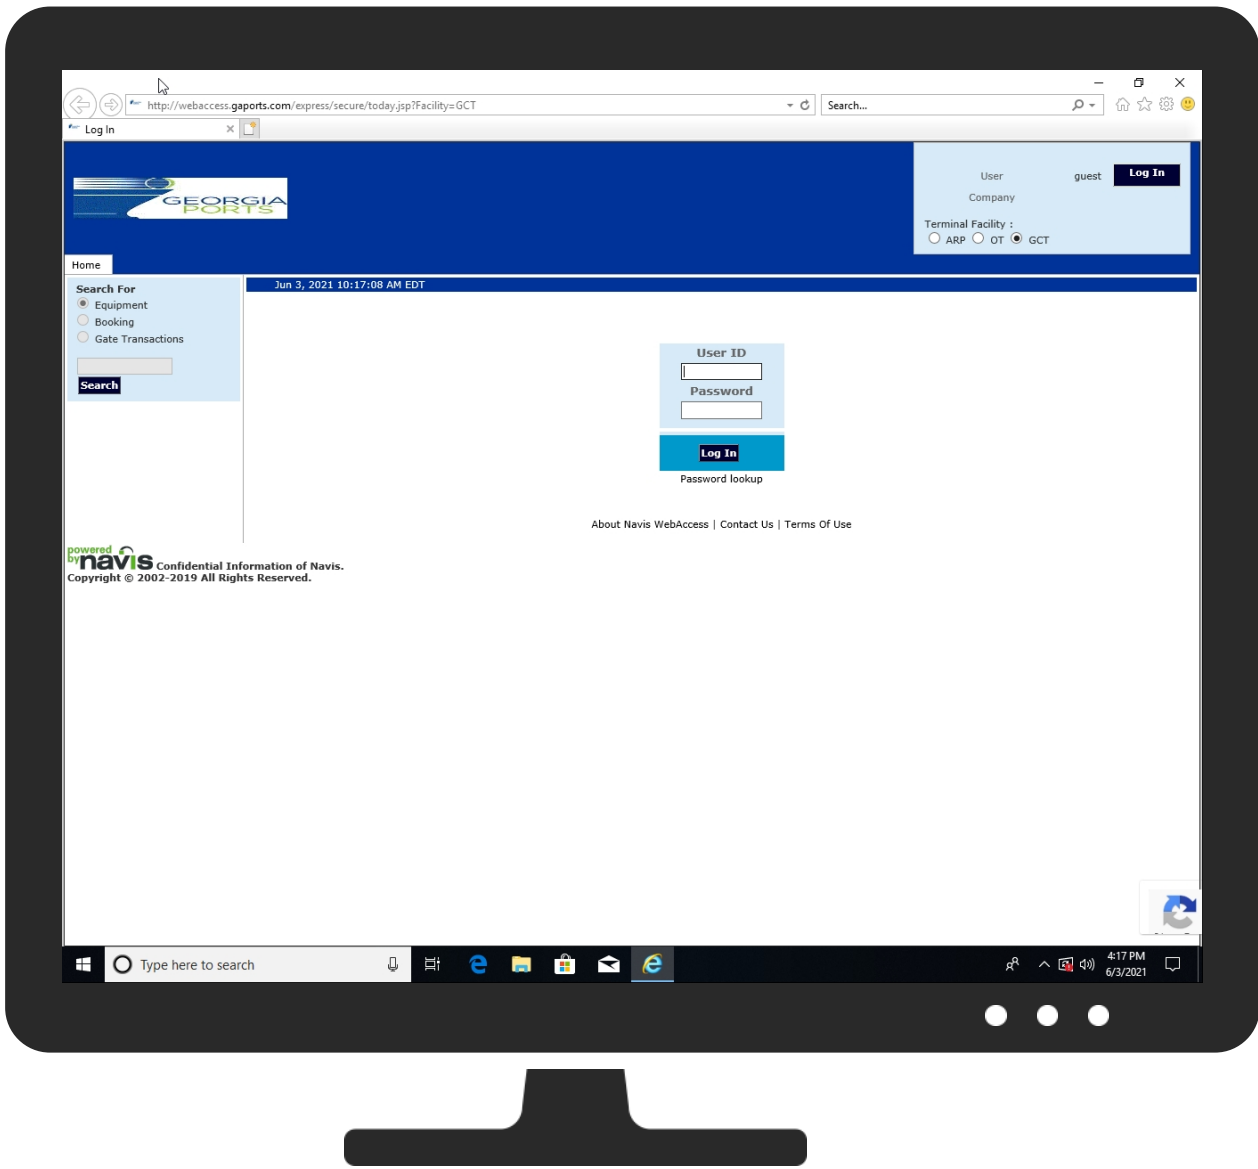 http://webaccess.gaports.com/express/secure/today.jsp?Facility=GCT
Search...
Log In
GEORGIA
PORTS
User guest Log In
Company
Terminal Facility :
ARP OT GCT
Home
Search For
Equipment
Booking
Gate Transactions
Search
Jun 3, 2021 10:17:08 AM EDT
User ID
Password
Log In
Password lookup
About Navis WebAccess | Contact Us | Terms Of Use
powered
by navis Confidential Information of Navis.
Copyright © 2002-2019 All Rights Reserved.
Type here to search
4:17 PM
6/3/2021